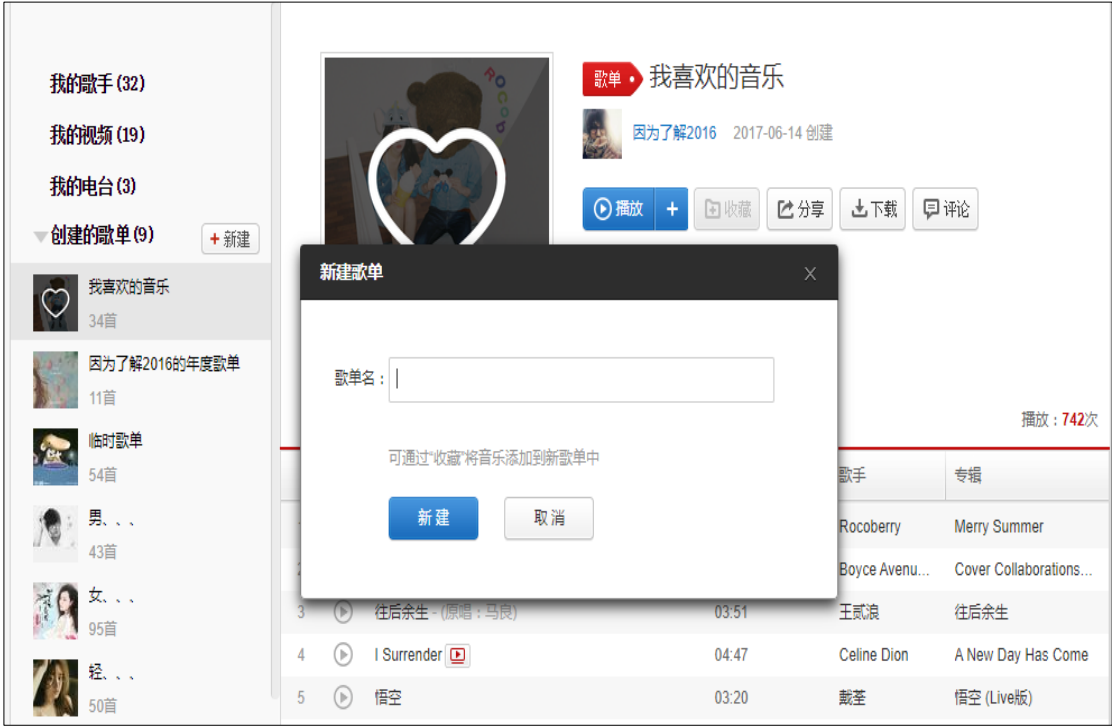 我的歌手(32)
我的视频(19)
我的电台(3)
创建的歌单(9)
+ 新建
我喜欢的音乐
34首
因为了解2016的年度歌单
11首
临时歌单
54首
男、、、
43首
女、、、
95首
轻、、、
50首
歌单
我喜欢的音乐
因为了解2016 2017-06-14 创建
播放 + 收藏 分享 下载 评论
新建歌单 X
歌单名：
可通过“收藏”将音乐添加到新歌单中
新建 取消
播放：742次
歌手 专辑
Rocoberry Merry Summer
Boyce Avenu... Cover Collaborations...
3 往后余生 - (原唱：马良) 03:51 王贰浪 往后余生
4 I Surrender 04:47 Celine Dion A New Day Has Come
5 悟空 03:20 戴荃 悟空 (Live版)